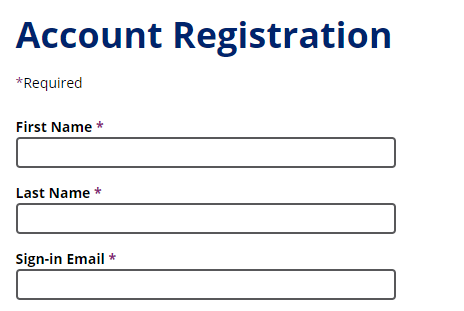 Account Registration
*Required
First Name *
Last Name *
Sign-in Email *